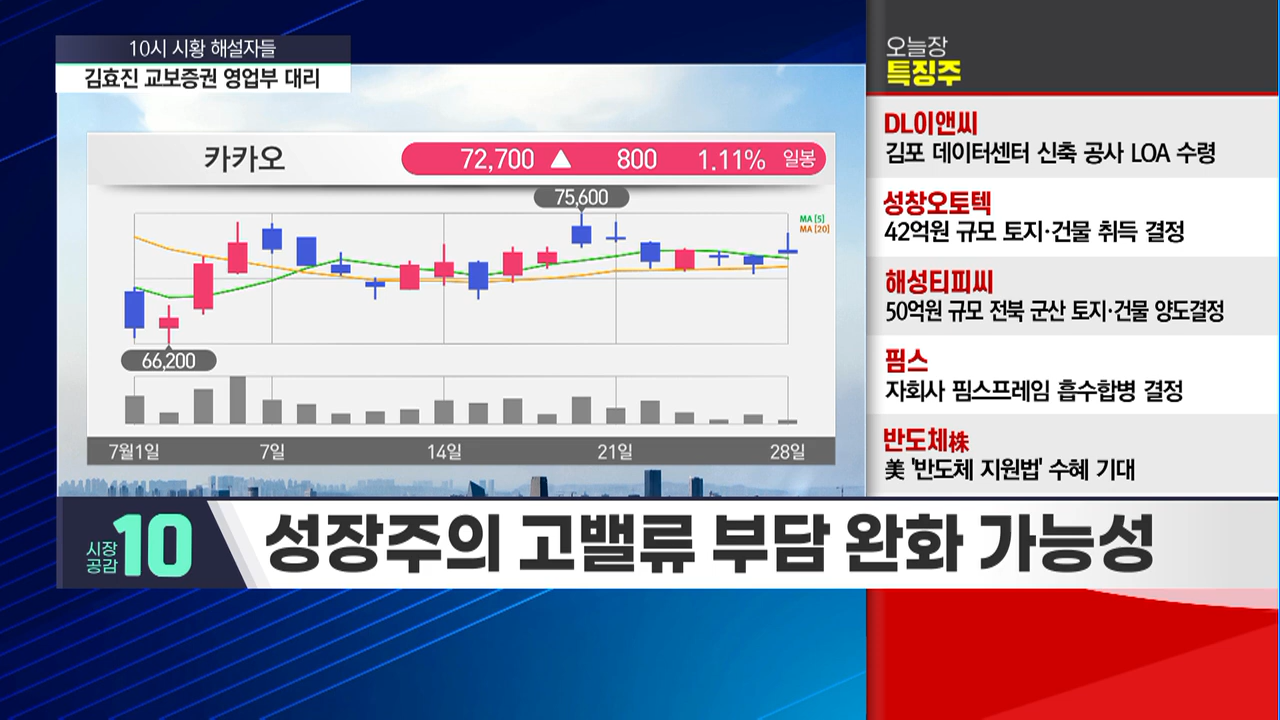 10시 시황 해설자들
김효진 교보증권 영업부 대리
카카오
72,700 ▲ 800 1.11% 일봉
75,600
MA [5]
MA [20]
66,200
7월1일 7일 14일 21일 28일
시장
공감
10
성장주의 고밸류 부담 완화 가능성
오늘장
특징주
DL이앤씨
김포 데이터센터 신축 공사 LOA 수령
성창오토텍
42억원 규모 토지·건물 취득 결정
해성티피씨
50억원 규모 전북 군산 토지·건물 양도결정
핌스
자회사 핌스프레임 흡수합병 결정
반도체株
美 '반도체 지원법' 수혜 기대